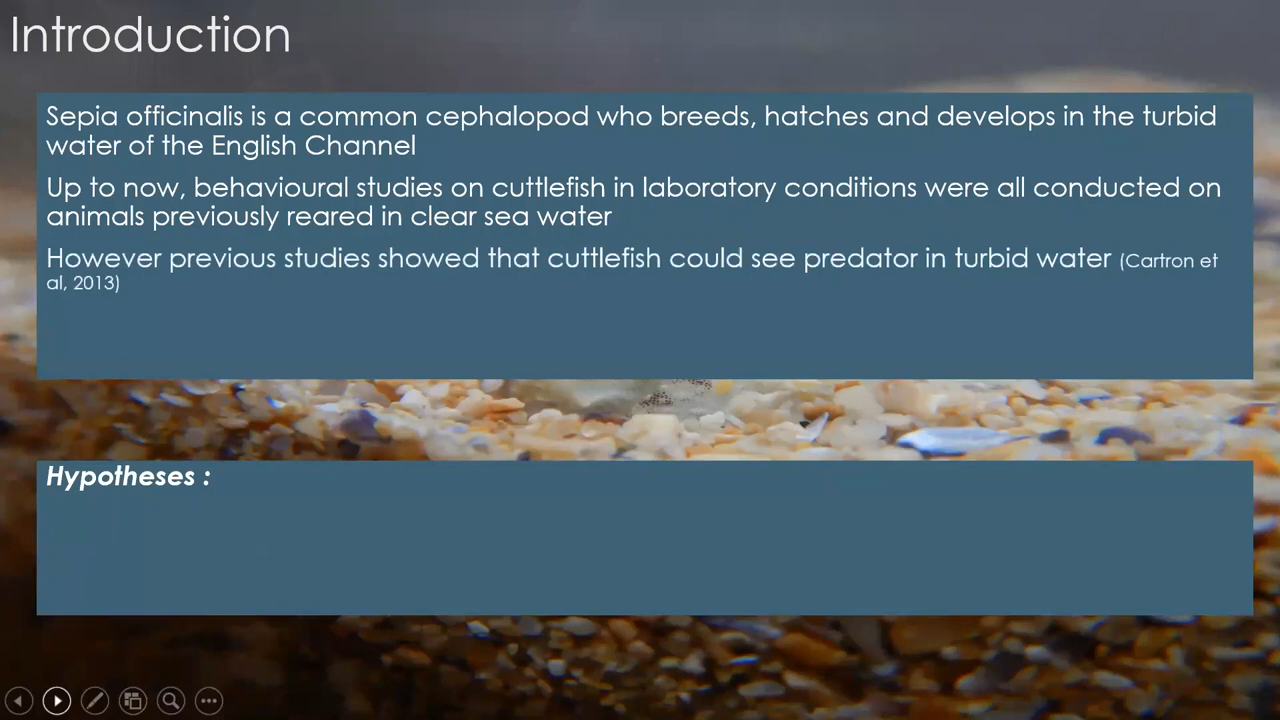 Introduction
Sepia officinalis is a common cephalopod who breeds, hatches and develops in the turbid
water of the English Channel
Up to now, behavioural studies on cuttlefish in laboratory conditions were all conducted on
animals previously reared in clear sea water
However previous studies showed that cuttlefish could see predator in turbid water (Cartron et
al, 2013)
Hypotheses :